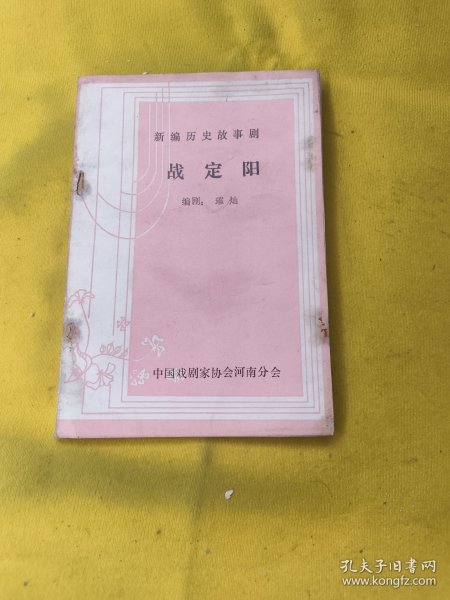 新编历史故事剧
战定阳
编剧：璀灿
中国戏剧家协会河南分会
孔夫子旧书网
www.kongfz.com